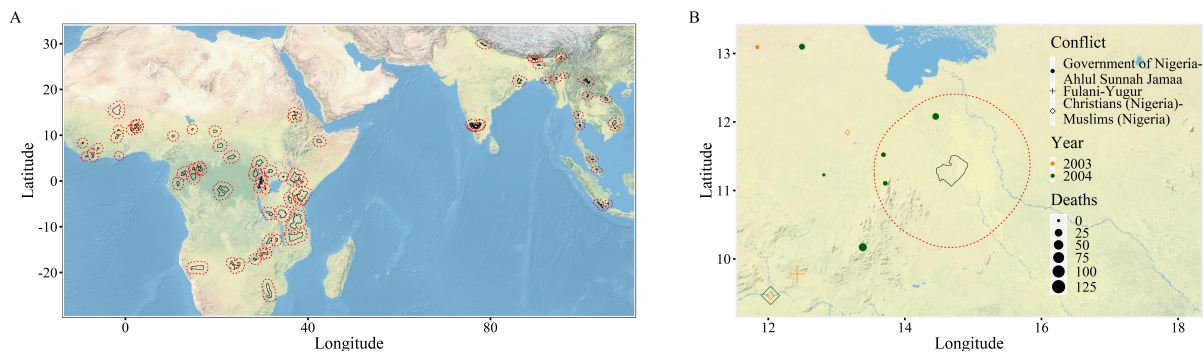 A
30
20
10
0
-10
-20
Latitude
0
40
80
Longitude
B
13
12
11
10
Latitude
12
14
16
18
Longitude
Conflict
Government of Nigeria-
Ahlul Sunnah Jamaa
Fulani-Yugur
Christians (Nigeria)-
Muslims (Nigeria)
Year
2003
2004
Deaths
0
25
50
75
100
125